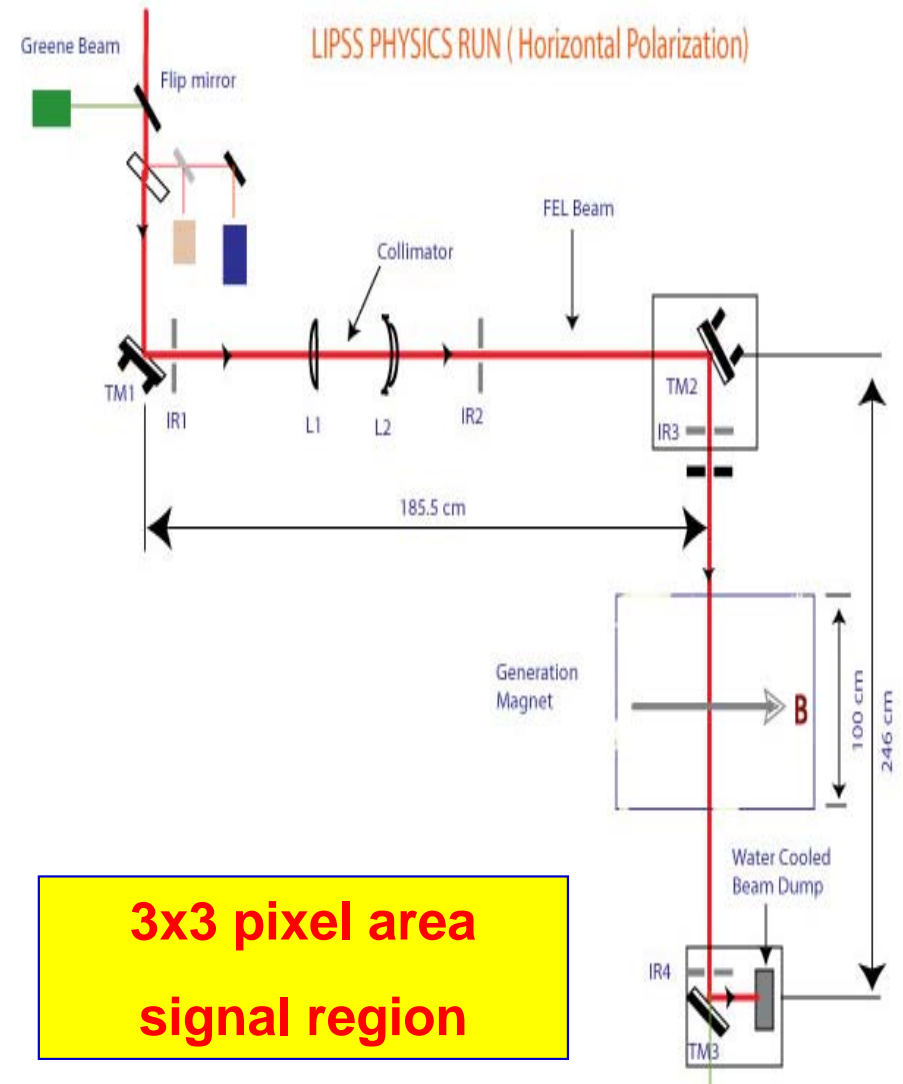 LIPSS PHYSICS RUN ( Horizontal Polarization)
Greene Beam
Flip mirror
FEL Beam
Collimator
TM1
IR1
L1
L2
IR2
TM2
IR3
185.5 cm
Generation
Magnet
B
100 cm
246 cm
Water Cooled
Beam Dump
3x3 pixel area
signal region
IR4
TM3